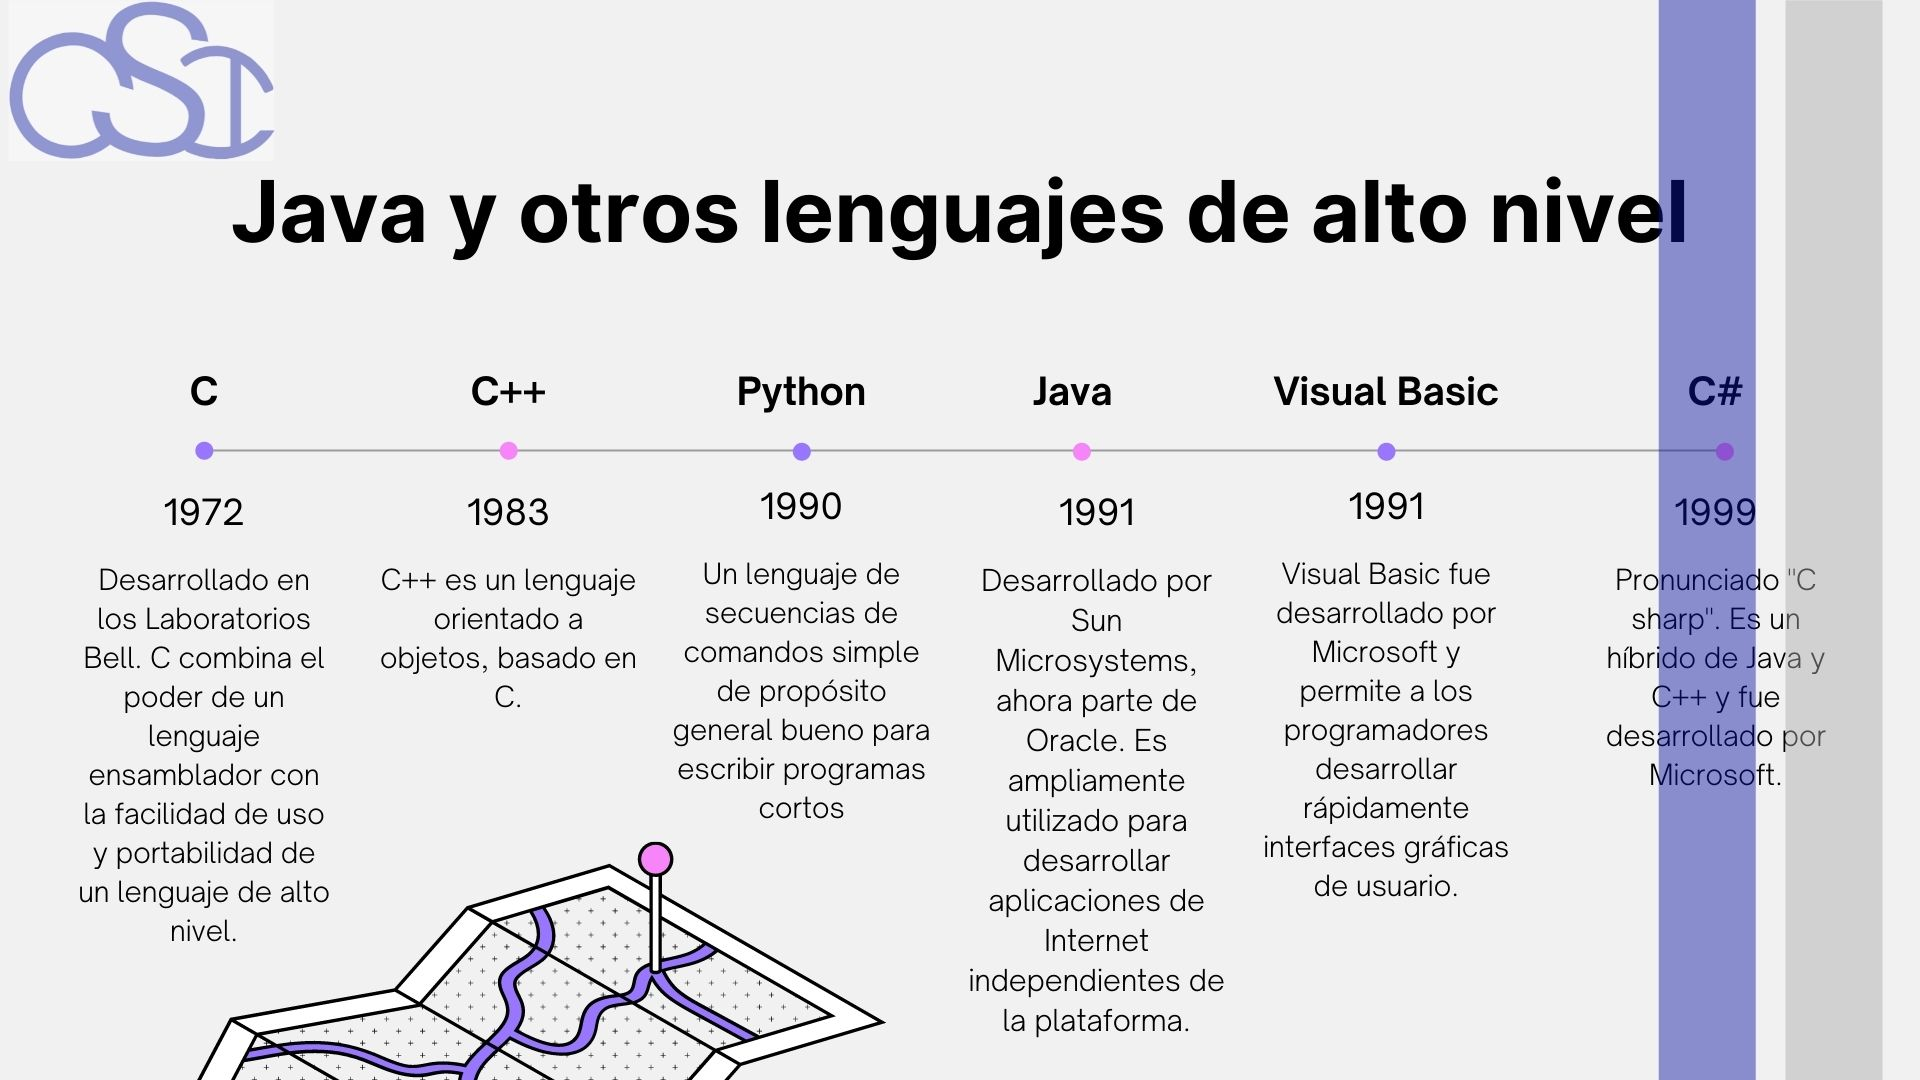 CSTI
Java y otros lenguajes de alto nivel
C
1972
Desarrollado en
los Laboratorios
Bell. C combina el
poder de un
lenguaje
ensamblador con
la facilidad de uso
y portabilidad de
un lenguaje de alto
nivel.
C++
1983
C++ es un lenguaje
orientado a
objetos, basado en
C.
Python
1990
Un lenguaje de
secuencias de
comandos simple
de propósito
general bueno para
escribir programas
cortos
Java
1991
Desarrollado por
Sun
Microsystems,
ahora parte de
Oracle. Es
ampliamente
utilizado para
desarrollar
aplicaciones de
Internet
independientes de
la plataforma.
Visual Basic
1991
Visual Basic fue
desarrollado por
Microsoft y
permite a los
programadores
desarrollar
rápidamente
interfaces gráficas
de usuario.
C#
1999
Pronunciado "C
sharp". Es un
híbrido de Java y
C++ y fue
desarrollado por
Microsoft.